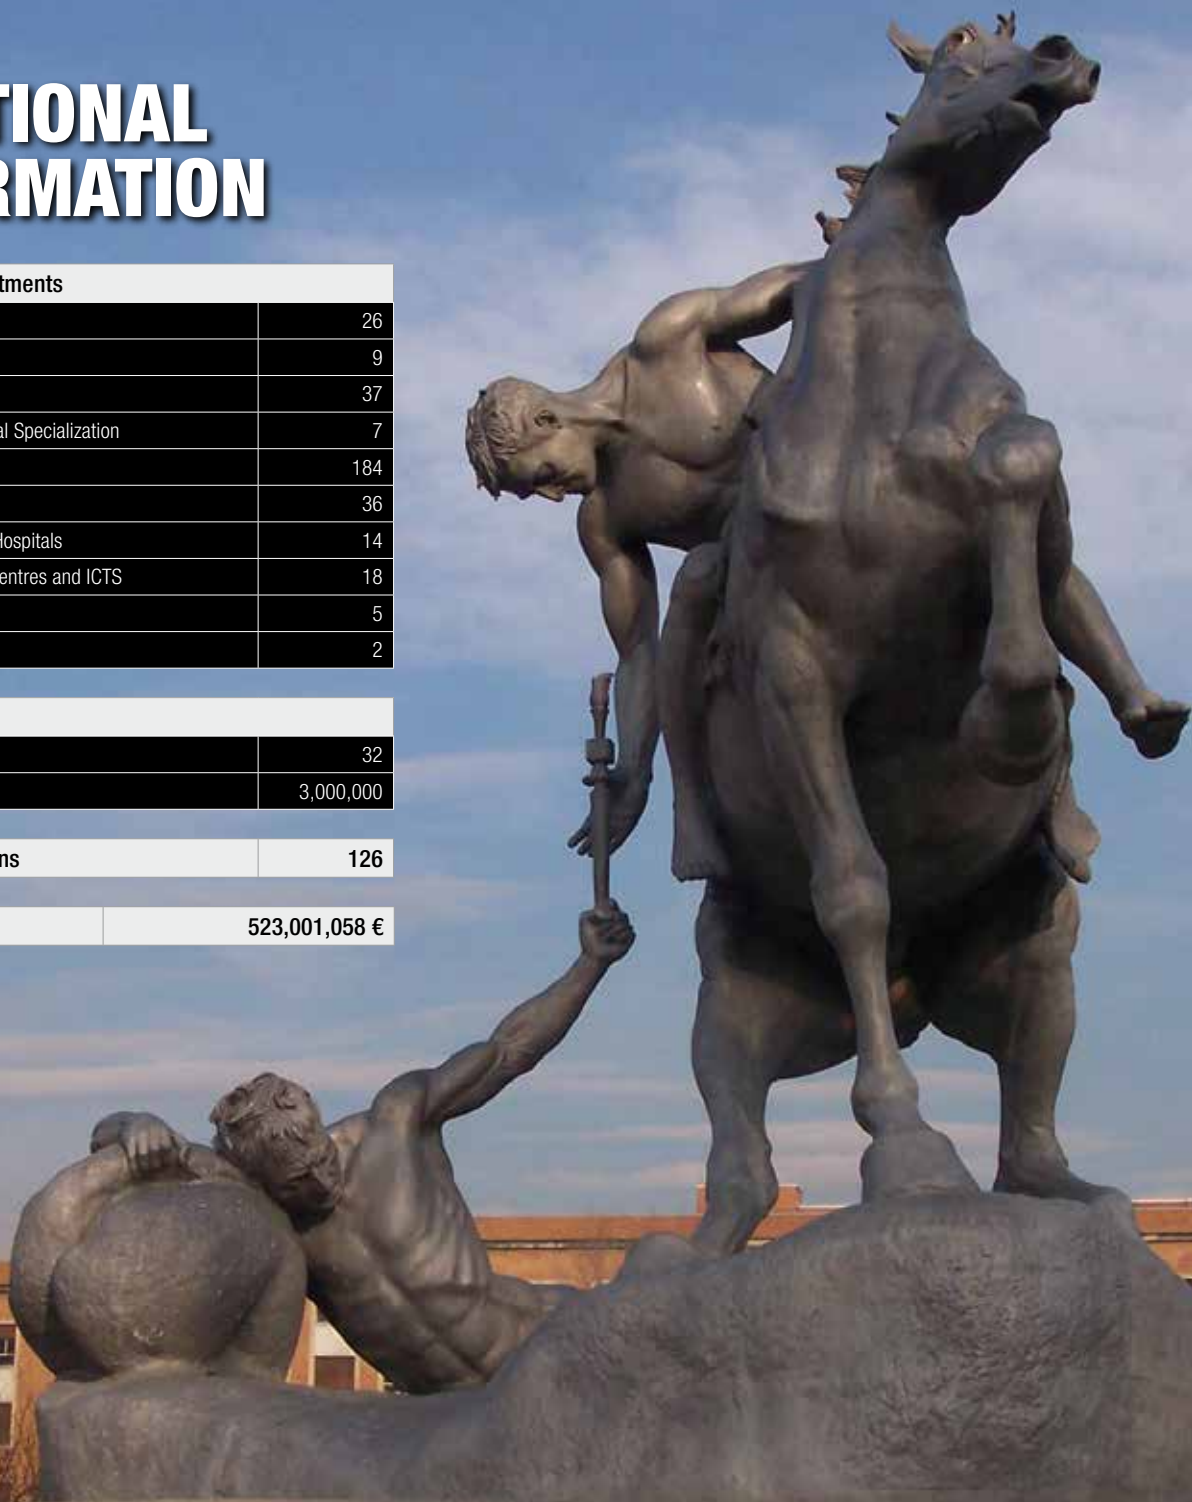 TIONAL
RMATION
tments
26
9
37
al Specialization 7
184
36
Hospitals 14
entres and ICTS 18
5
2
32
3,000,000
ns 126
523,001,058 €